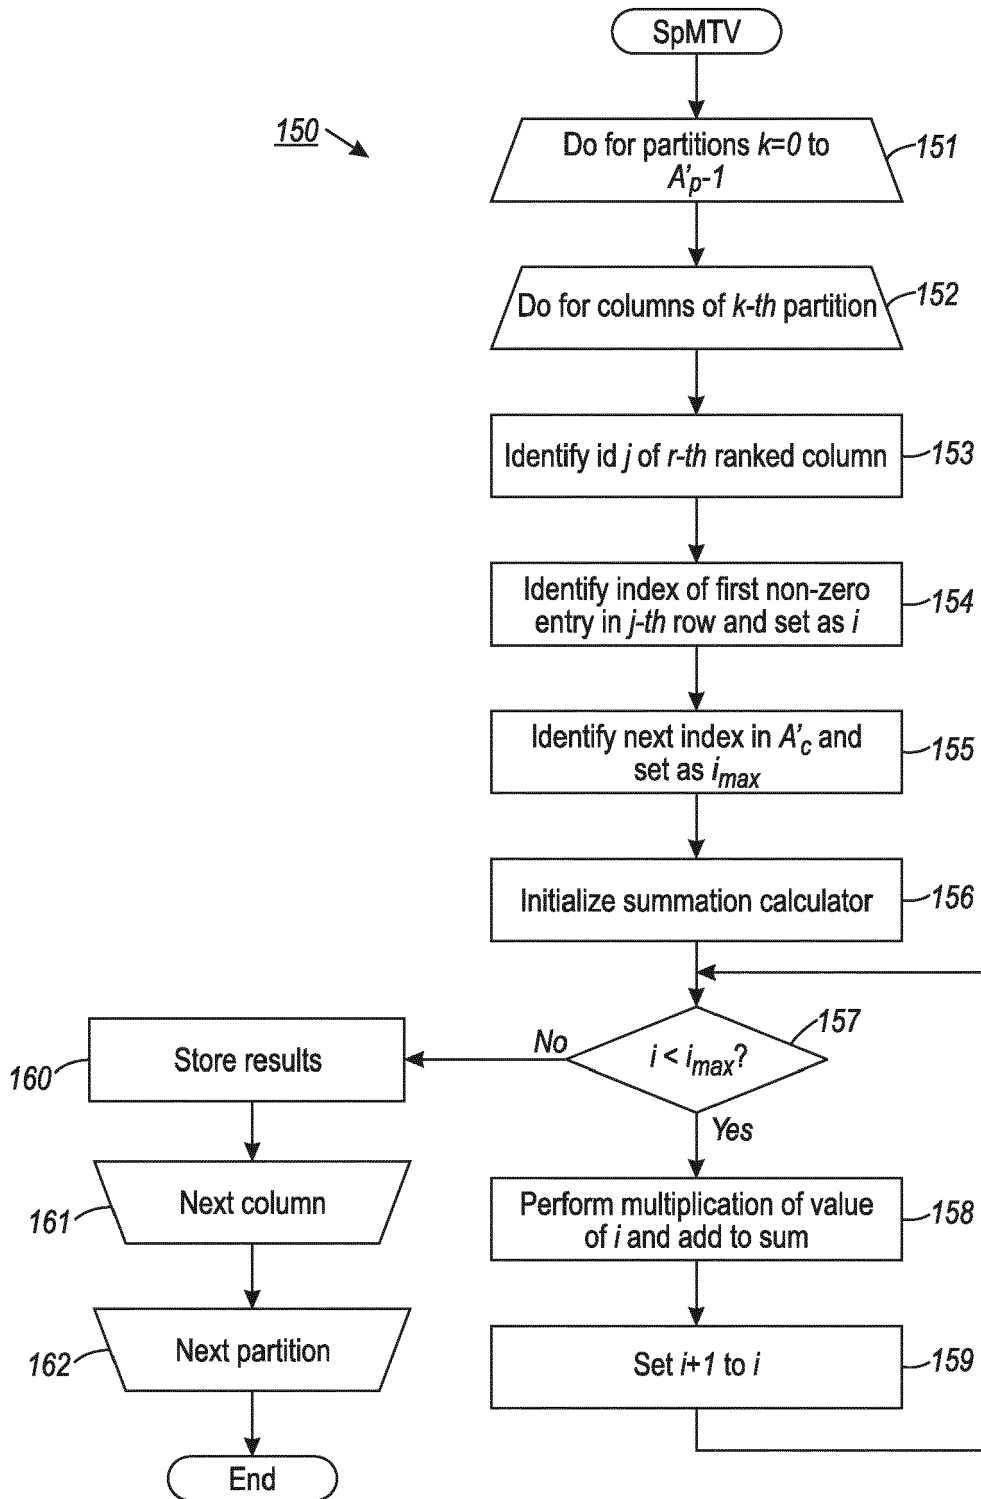 SpMTV
150
Do for partitions k=0 to
A'p-1
151
Do for columns of k-th partition
152
Identify id j of r-th ranked column
153
Identify index of first non-zero
entry in j-th row and set as i
154
Identify next index in A'c and
set as imax
155
Initialize summation calculator
156
i < imax?
157
No
Yes
Perform multiplication of value
of i and add to sum
158
Set i+1 to i
159
Store results
160
Next column
161
Next partition
162
End